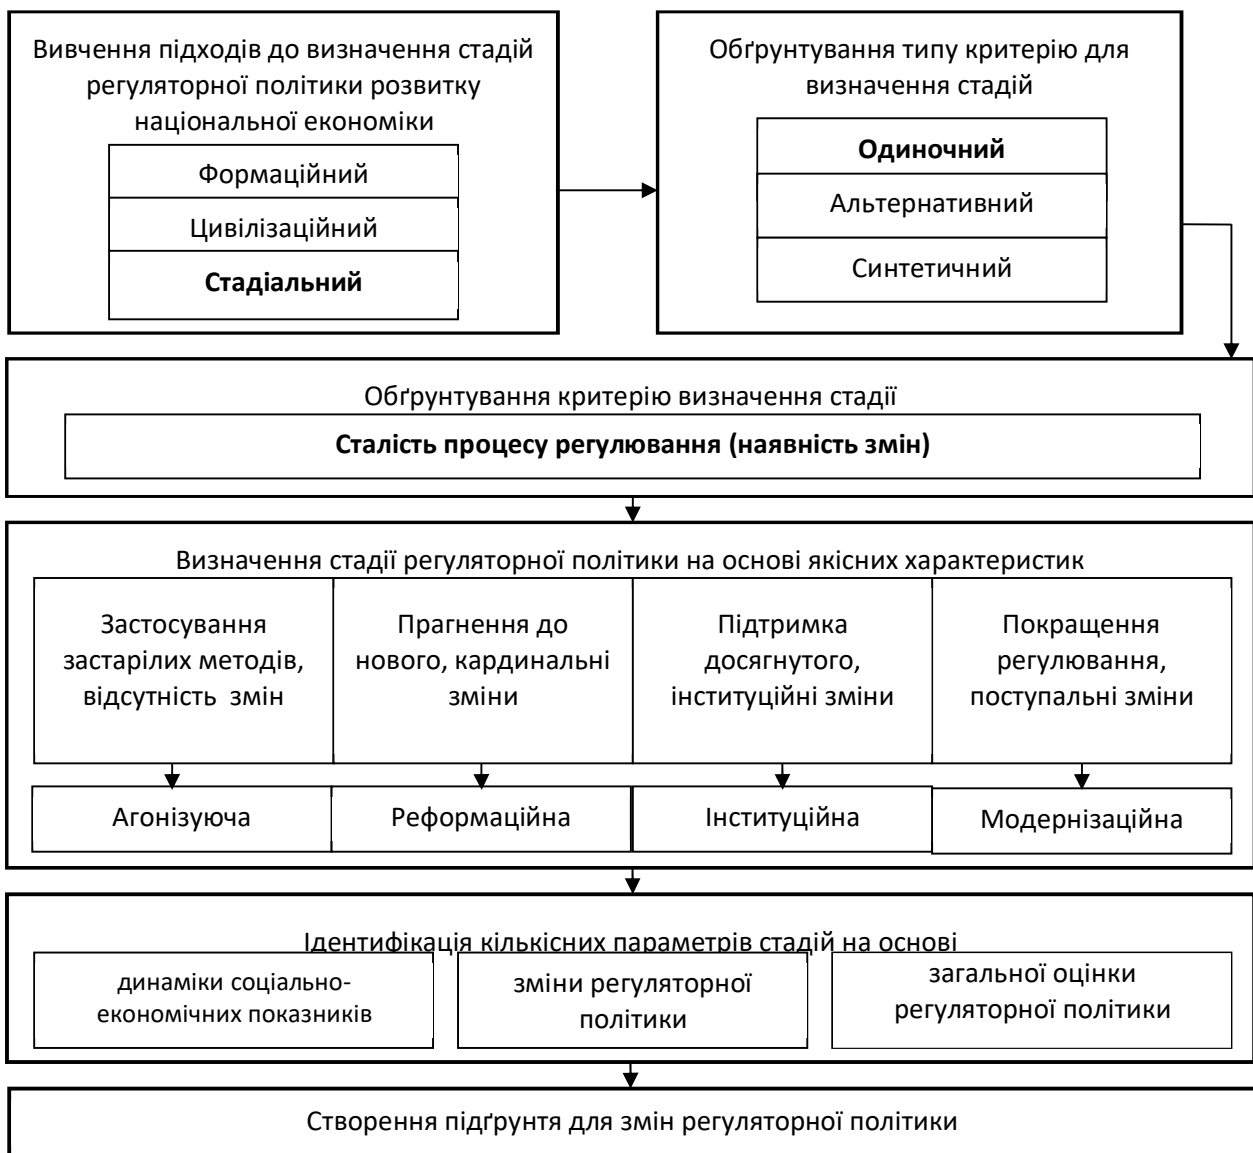 Вивчення підходів до визначення стадій
регуляторної політики розвитку
національної економіки
Формаційний
Цивілізаційний
Стадіальний
Обґрунтування типу критерію для
визначення стадій
Одиночний
Альтернативний
Синтетичний
Обґрунтування критерію визначення стадії
Сталість процесу регулювання (наявність змін)
Визначення стадії регуляторної політики на основі якісних характеристик
Застосування
застарілих методів,
відсутність змін
Прагнення до
нового, кардинальні
зміни
Підтримка
досягнутого,
інституційні зміни
Покращення
регулювання,
поступальні зміни
Агонізуюча
Реформаційна
Інституційна
Модернізаційна
Ідентифікація кількісних параметрів стадій на основі
динаміки соціально-
економічних показників
зміни регуляторної
політики
загальної оцінки
регуляторної політики
Створення підґрунтя для змін регуляторної політики